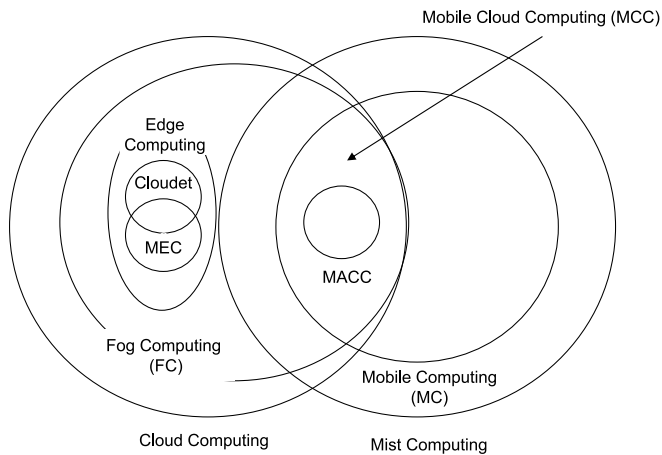 Mobile Cloud Computing (MCC)
Edge
Computing
Cloudet
MEC
MACC
Fog Computing
(FC)
Mobile Computing
(MC)
Cloud Computing
Mist Computing